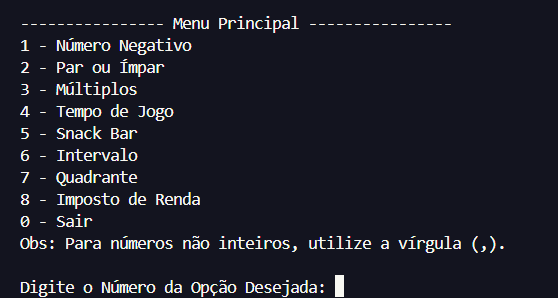 ---------------- Menu Principal ----------------
1 - Número Negativo
2 - Par ou Ímpar
3 - Múltiplos
4 - Tempo de Jogo
5 - Snack Bar
6 - Intervalo
7 - Quadrante
8 - Imposto de Renda
0 - Sair
Obs: Para números não inteiros, utilize a vírgula (,).
Digite o Número da Opção Desejada: